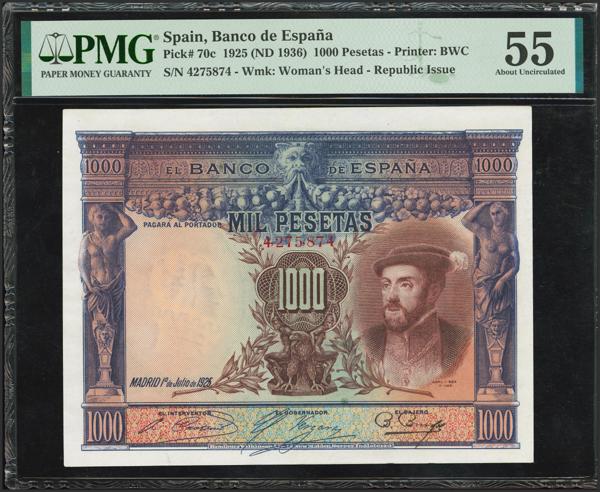 PMG
PAPER MONEY GUARANTY
Spain, Banco de España
Pick# 70c 1925 (ND 1936) 1000 Pesetas - Printer: BWC
S/N 4275874 - Wmk: Woman's Head - Republic Issue
55
About Uncirculated
1000 EL BANCO DE ESPAÑA 1000
PAGARÁ AL PORTADOR
MIL PESETAS
4275874
1000
MADRID 1º de Julio de 1925
EL INTERVENTOR, EL GOBERNADOR, EL CAJERO,
1000 1000